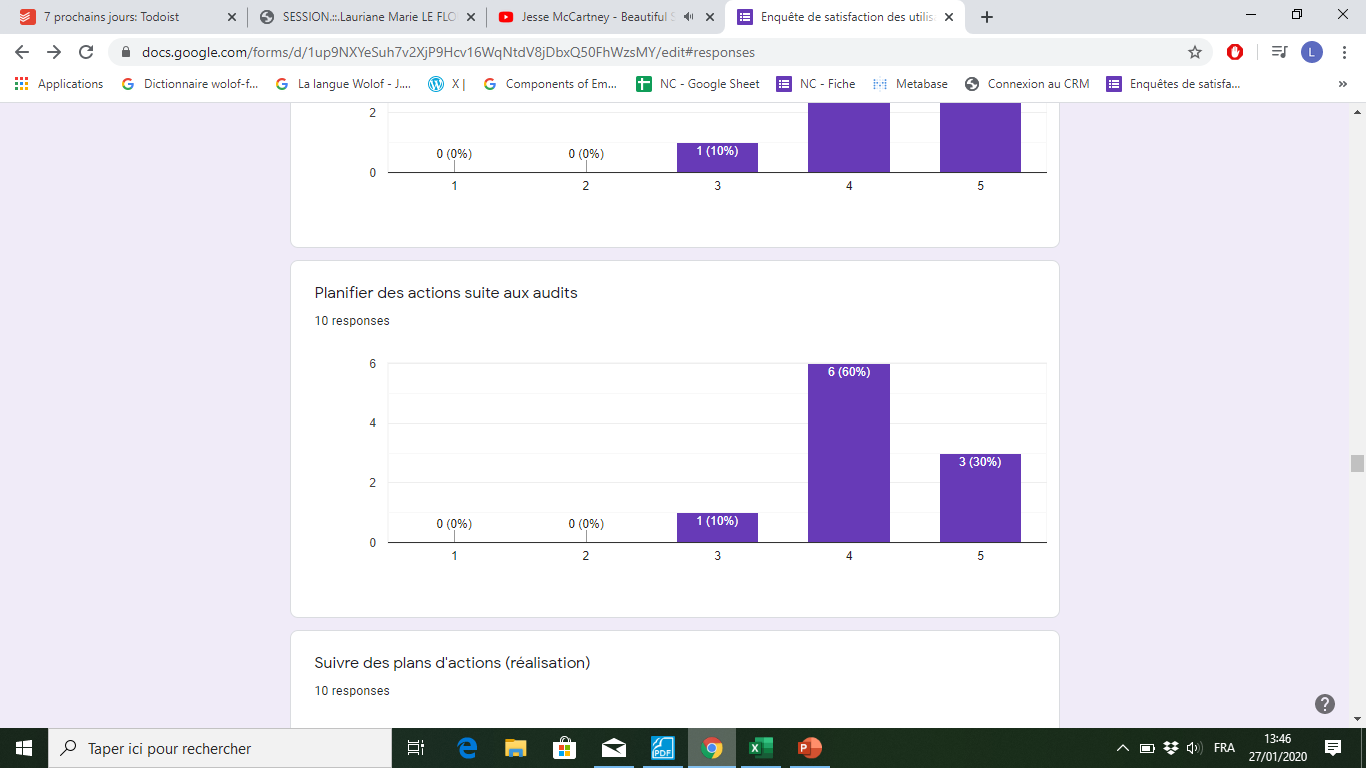 7 prochains jours: Todoist
SESSION.::.Lauriane Marie LE FLO
Jesse McCartney - Beautiful S
Enquête de satisfaction des utilis
docs.google.com/forms/d/1up9NXYeSuh7v2XjP9Hcv16WqNtdV8jDbxQ50FhWzsMY/edit#responses
L
Applications
Dictionnaire wolof-f...
La langue Wolof - J....
X |
Components of Em...
NC - Google Sheet
NC - Fiche
Metabase
Connexion au CRM
Enquêtes de satisfa...
»
2
0 (0%) 0 (0%) 1 (10%)
0
1 2 3 4 5
Planifier des actions suite aux audits
10 responses
6
6 (60%)
4
3 (30%)
2
0 (0%) 0 (0%) 1 (10%)
0
1 2 3 4 5
Suivre des plans d'actions (réalisation)
10 responses
?
Taper ici pour rechercher
PDF
FRA
13:46
27/01/2020